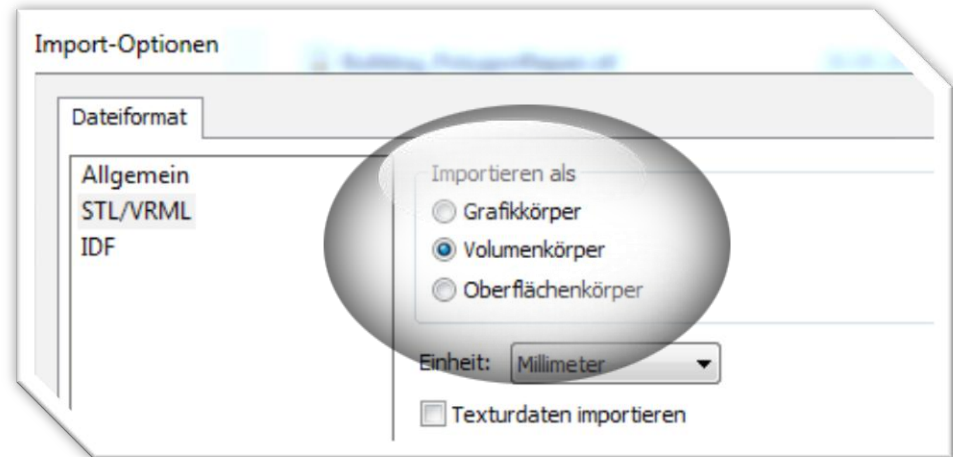 Import-Optionen
Dateiformat
Allgemein
STL/VRML
IDF
Importieren als
Grafikkörper
Volumenkörper
Oberflächenkörper
Einheit: Millimeter
Texturdaten importieren